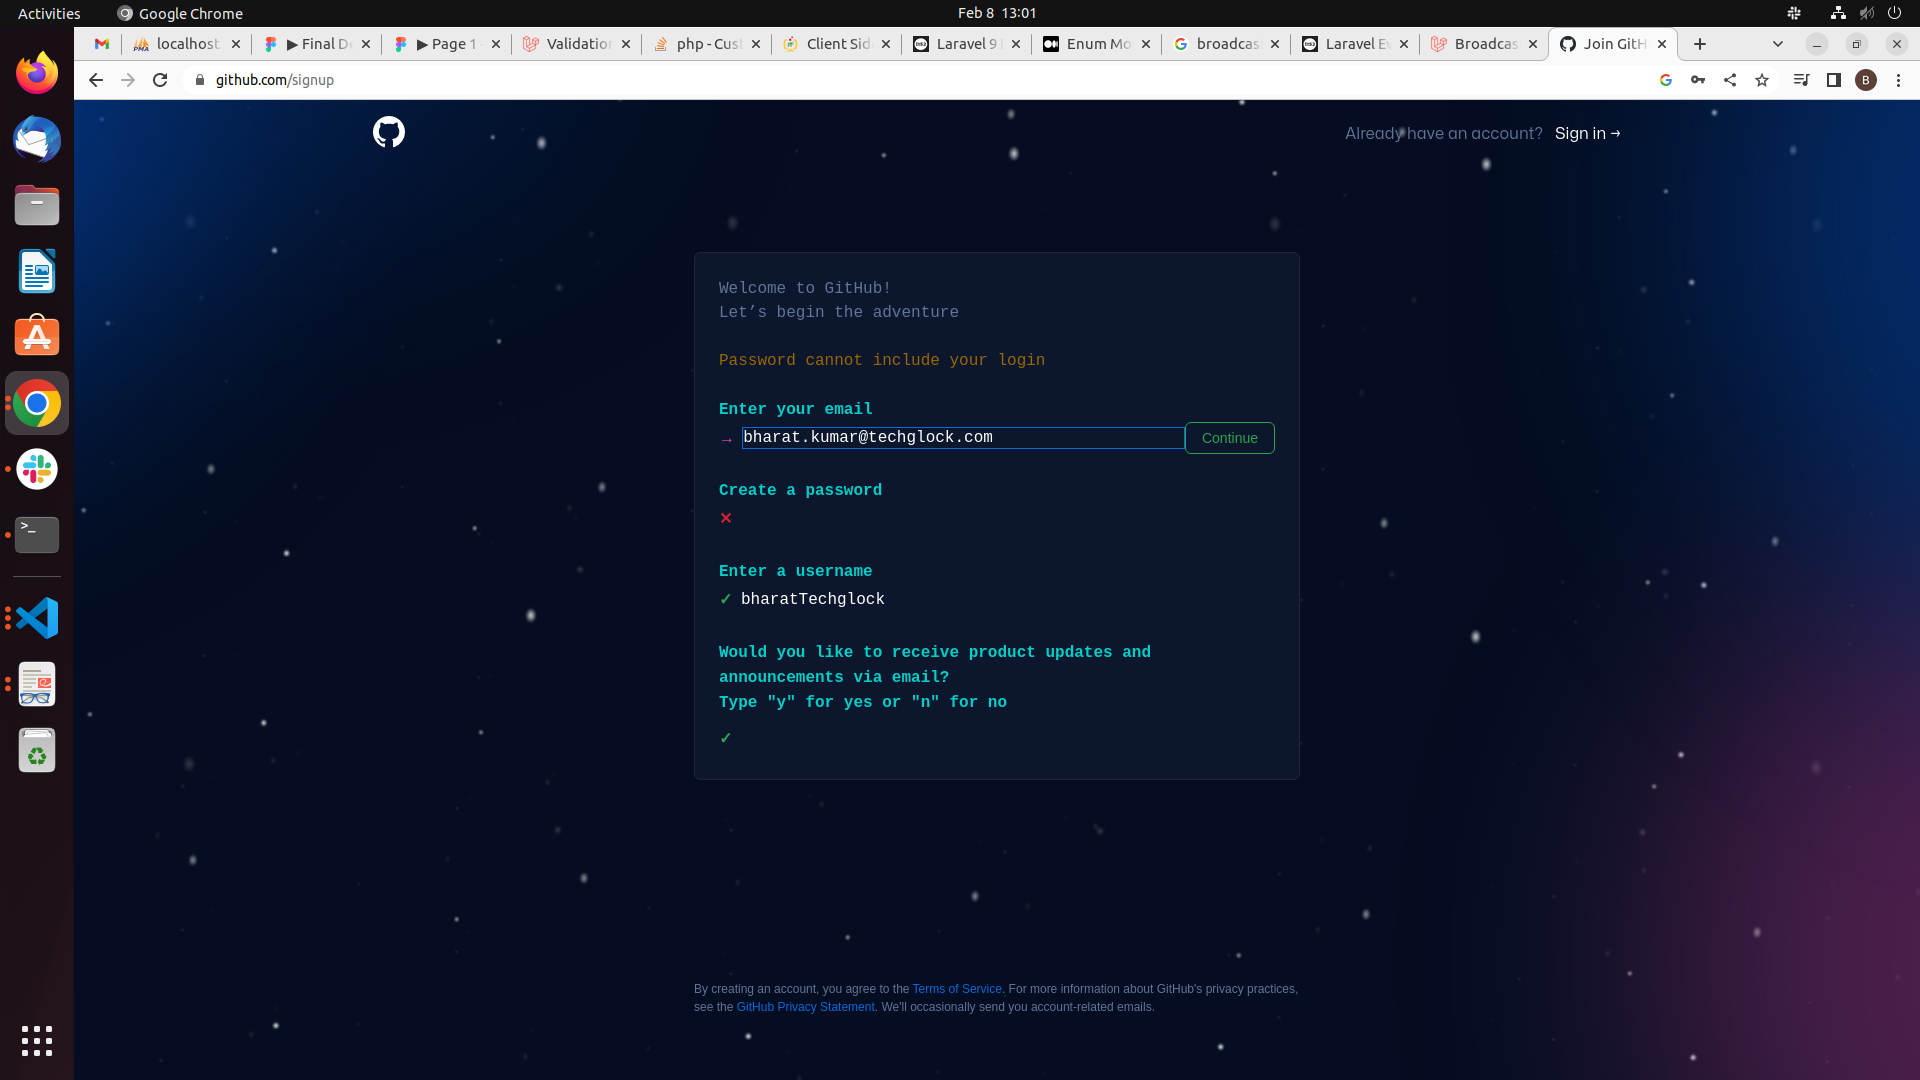 Activities
Google Chrome
Feb 8 13:01
localhost
▶ Final D
▶ Page 1
Validation
php - Cus
Client Sid
Laravel 9
Enum Mo
broadcas
Laravel Ev
Broadcas
Join GitH
github.com/signup
B
Already have an account? Sign in →
Welcome to GitHub!
Let’s begin the adventure
Password cannot include your login
Enter your email
→ bharat.kumar@techglock.com
Continue
Create a password
✕
Enter a username
✓ bharatTechglock
Would you like to receive product updates and
announcements via email?
Type "y" for yes or "n" for no
✓
By creating an account, you agree to the Terms of Service. For more information about GitHub's privacy practices,
see the GitHub Privacy Statement. We'll occasionally send you account-related emails.